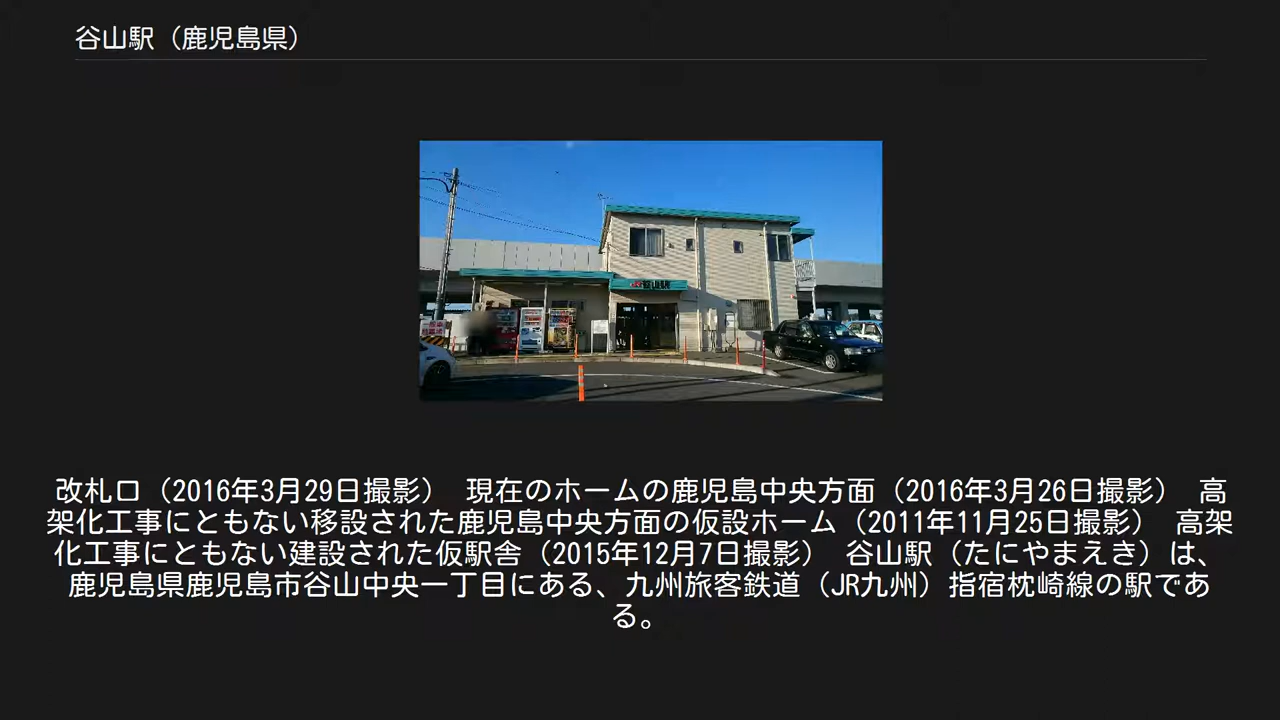 谷山駅（鹿児島県）
改札口（2016年3月29日撮影）　現在のホームの鹿児島中央方面（2016年3月26日撮影）　高
架化工事にともない移設された鹿児島中央方面の仮設ホーム（2011年11月25日撮影）　高架
化工事にともない建設された仮駅舎（2015年12月7日撮影）　谷山駅（たにやまえき）は、
鹿児島県鹿児島市谷山中央一丁目にある、九州旅客鉄道（JR九州）指宿枕崎線の駅であ
る。